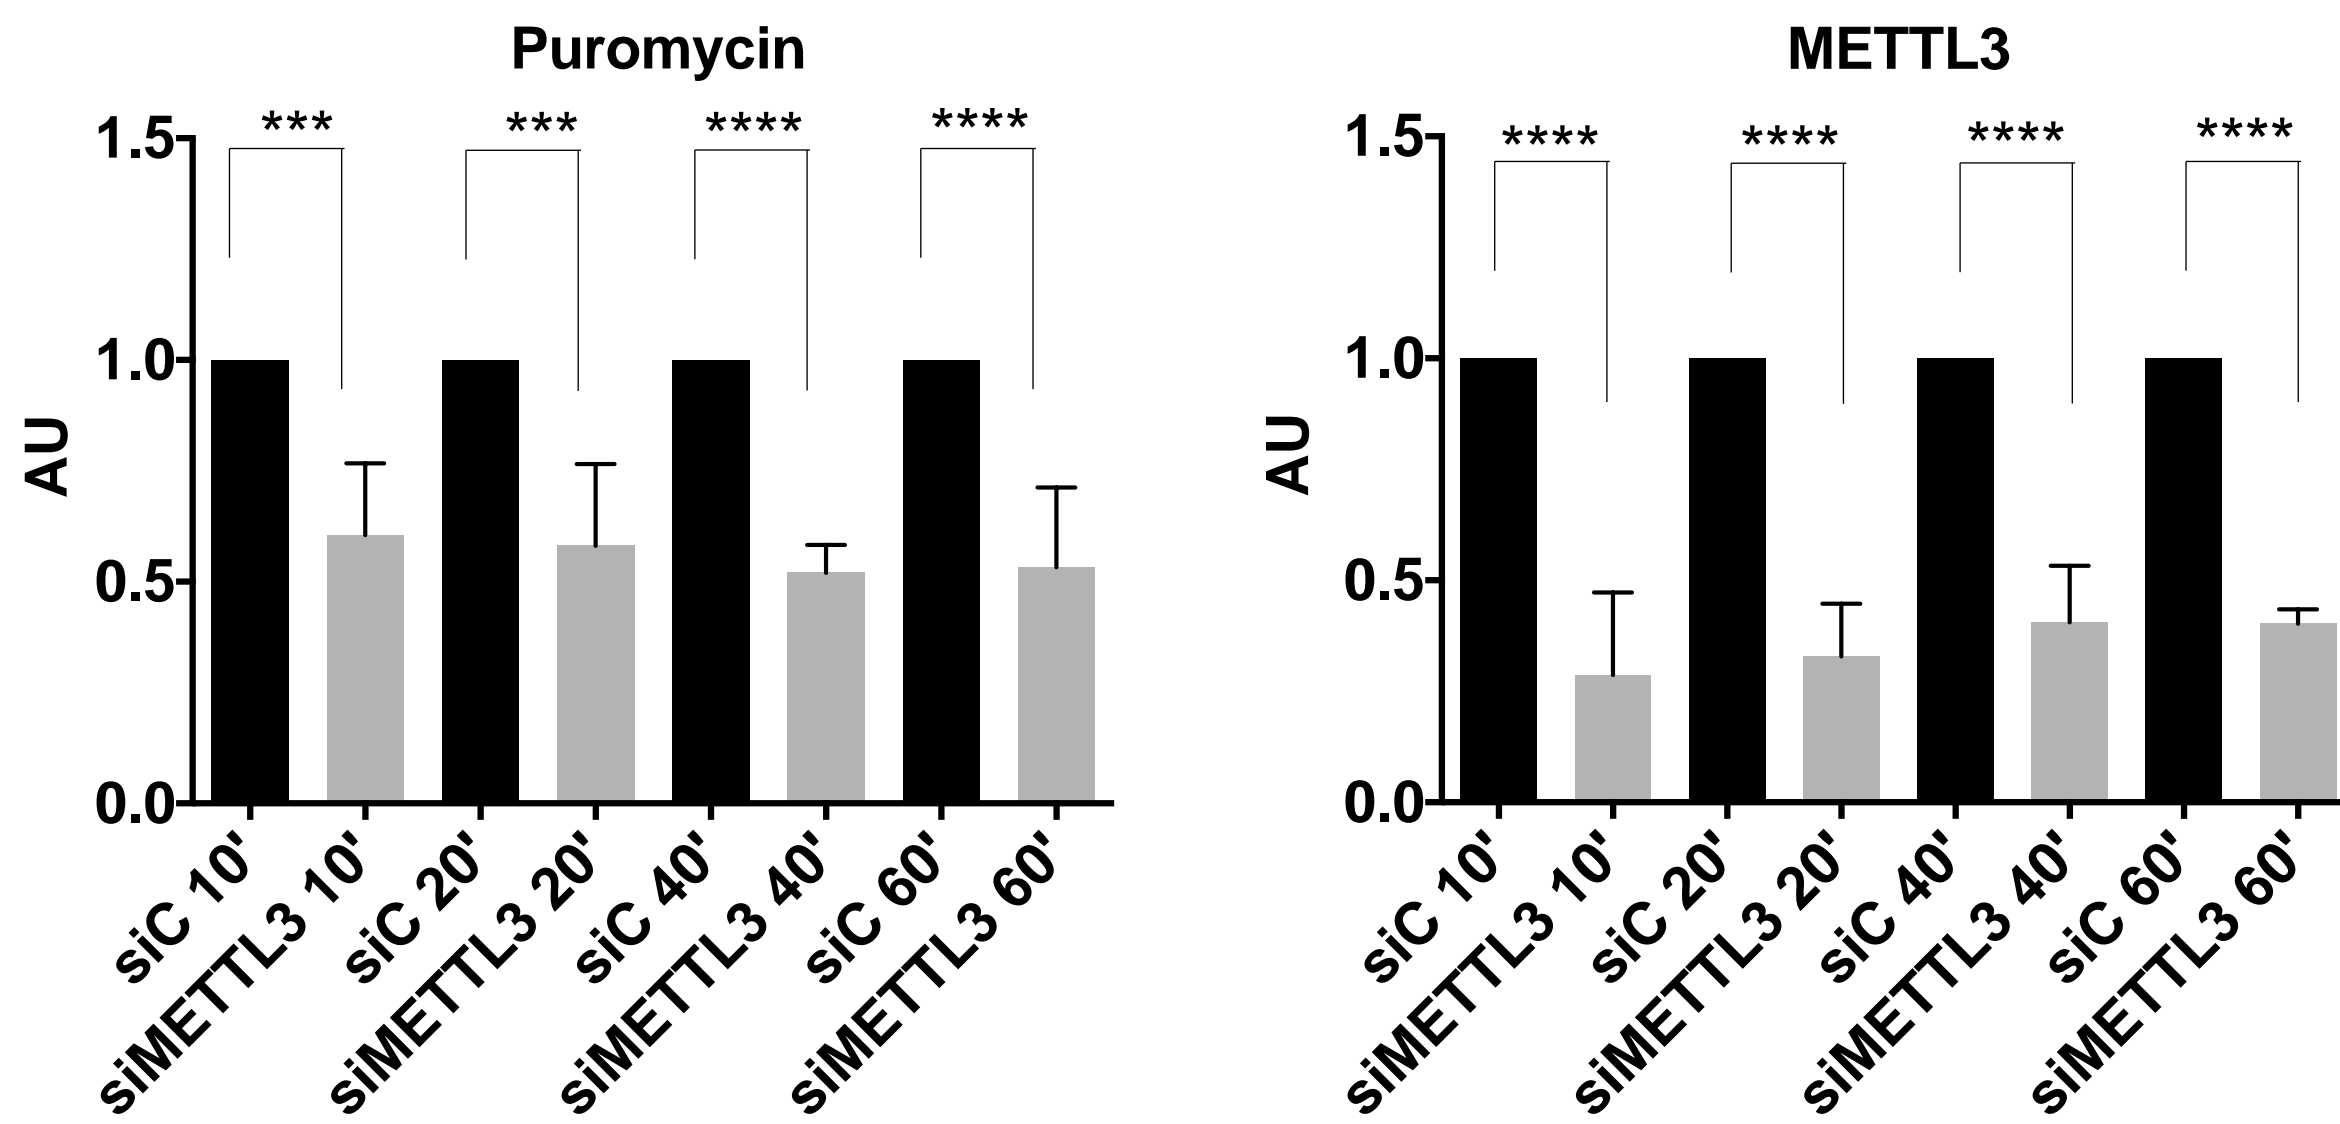 Puromycin
*** *** **** ****
1.5
1.0
0.5
0.0
AU
siC 10'
siMETTL3 10'
siC 20'
siMETTL3 20'
siC 40'
siMETTL3 40'
siC 60'
siMETTL3 60'
METTL3
**** **** **** ****
1.5
1.0
0.5
0.0
AU
siC 10'
siMETTL3 10'
siC 20'
siMETTL3 20'
siC 40'
siMETTL3 40'
siC 60'
siMETTL3 60'